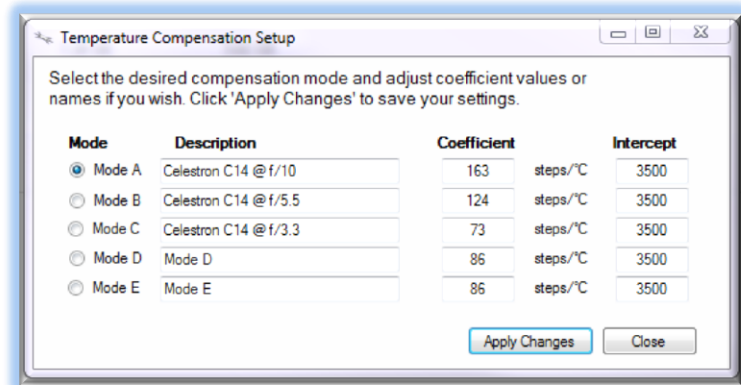 Temperature Compensation Setup
Select the desired compensation mode and adjust coefficient values or
names if you wish. Click 'Apply Changes' to save your settings.
Mode Description Coefficient Intercept
Mode A Celestron C14 @ f/10 163 steps/°C 3500
Mode B Celestron C14 @ f/5.5 124 steps/°C 3500
Mode C Celestron C14 @ f/3.3 73 steps/°C 3500
Mode D Mode D 86 steps/°C 3500
Mode E Mode E 86 steps/°C 3500
Apply Changes Close